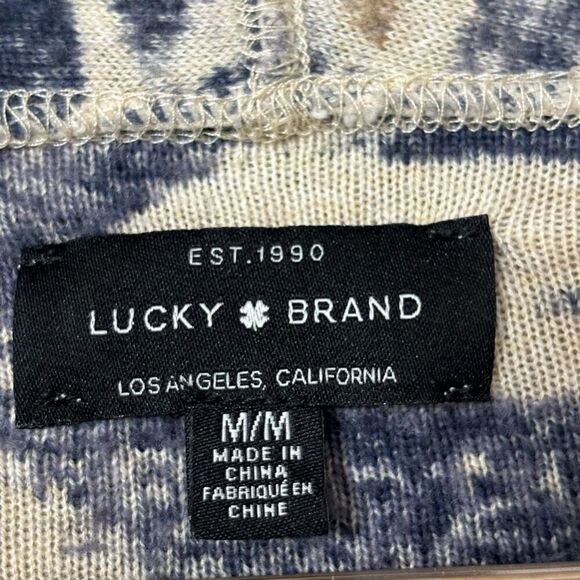 EST.1990
LUCKY BRAND
LOS ANGELES, CALIFORNIA
M/M
MADE IN
CHINA
FABRIQUÉ EN
CHINE